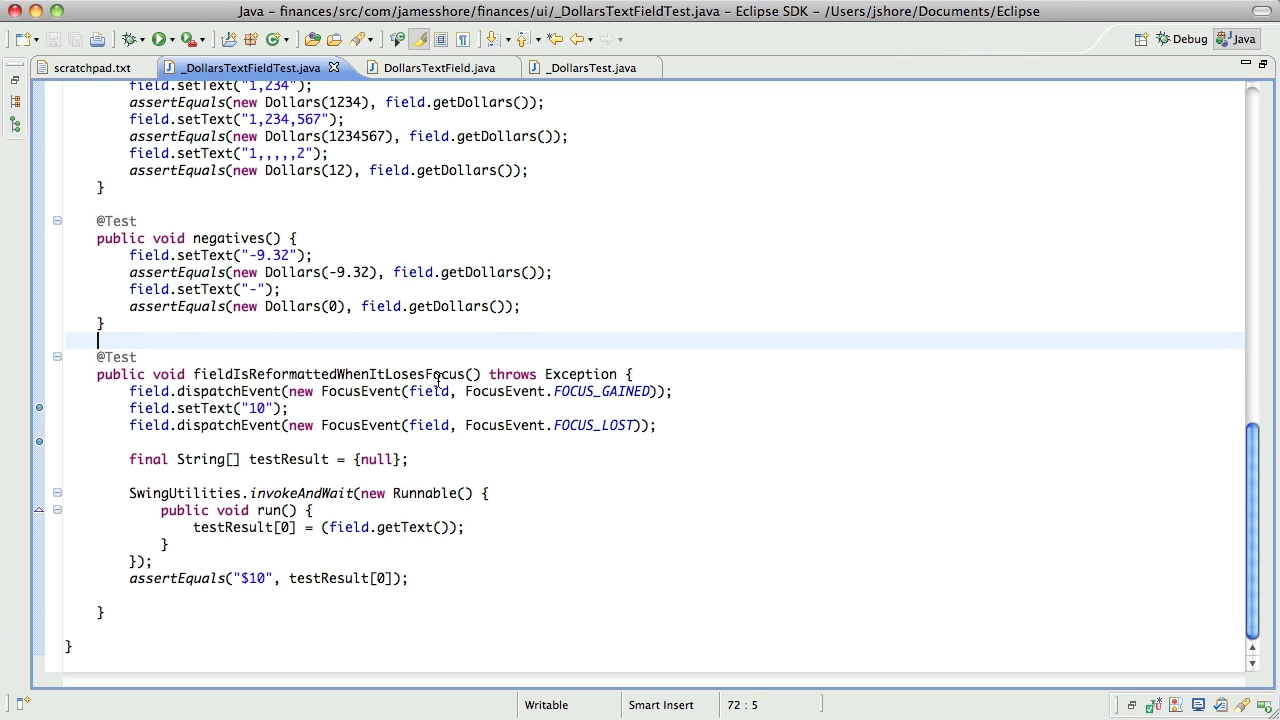 Java - finances/src/com/jamesshore/finances/ui/_DollarsTextFieldTest.java - Eclipse SDK - /Users/jshore/Documents/Eclipse
Debug Java
scratchpad.txt _DollarsTextFieldTest.java DollarsTextField.java _DollarsTest.java
field.setText("1,234");
assertEquals(new Dollars(1234), field.getDollars());
field.setText("1,234,567");
assertEquals(new Dollars(1234567), field.getDollars());
field.setText("1,,,,,2");
assertEquals(new Dollars(12), field.getDollars());
}
@Test
public void negatives() {
field.setText("-9.32");
assertEquals(new Dollars(-9.32), field.getDollars());
field.setText("-");
assertEquals(new Dollars(0), field.getDollars());
}
@Test
public void fieldIsReformattedWhenItLosesFocus() throws Exception {
field.dispatchEvent(new FocusEvent(field, FocusEvent.FOCUS_GAINED));
field.setText("10");
field.dispatchEvent(new FocusEvent(field, FocusEvent.FOCUS_LOST));
final String[] testResult = {null};
SwingUtilities.invokeAndWait(new Runnable() {
public void run() {
testResult[0] = (field.getText());
}
});
assertEquals("$10", testResult[0]);
}
}
Writable Smart Insert 72 : 5